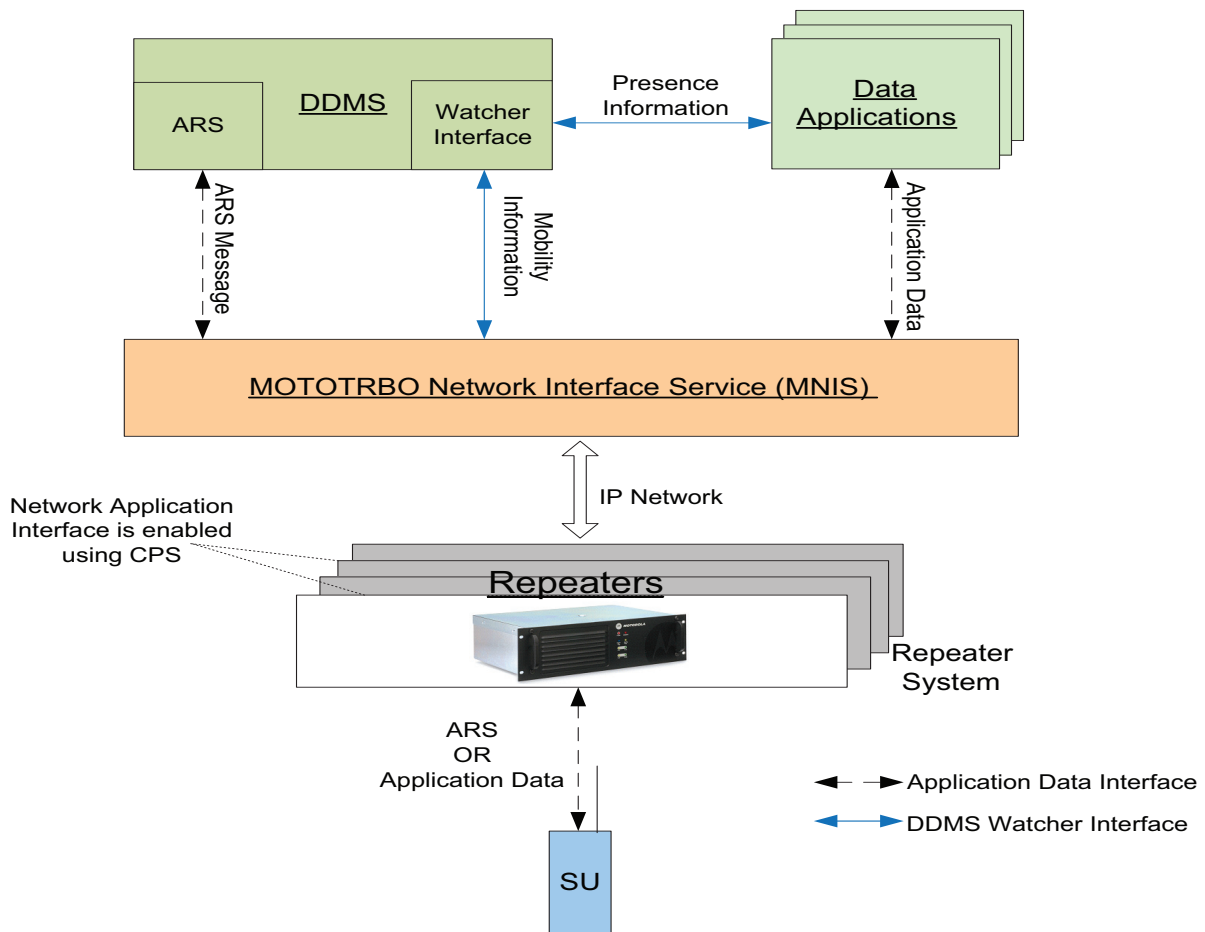 DDMS
ARS
Watcher
Interface
Presence
Information
Data
Applications
ARS Message
Mobility
Information
Application Data
MOTOTRBO Network Interface Service (MNIS)
IP Network
Network Application
Interface is enabled
using CPS
Repeaters
MOTOROLA
Repeater
System
ARS
OR
Application Data
Application Data Interface
DDMS Watcher Interface
SU